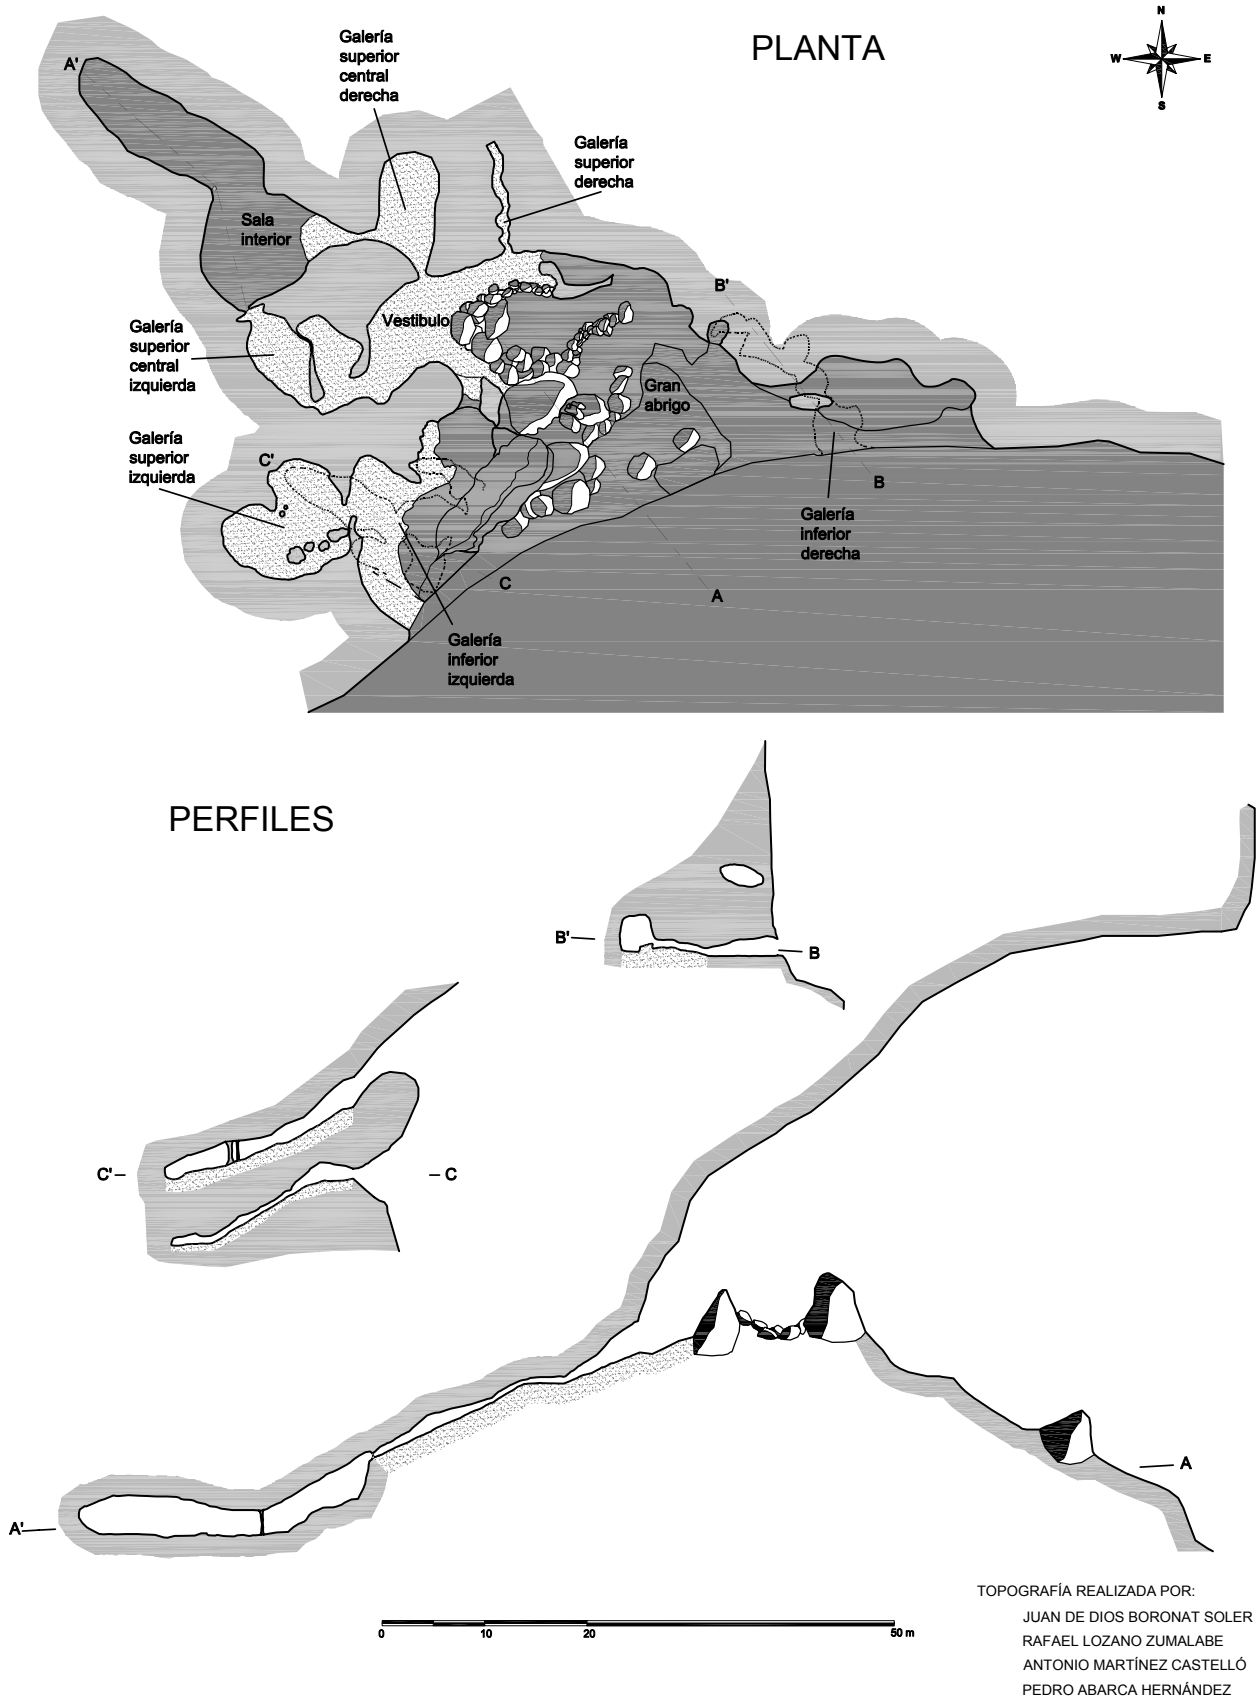 PLANTA
N
W
E
S
Galería
superior
central
derecha
A'
Galería
superior
derecha
Sala
interior
B'
Vestibulo
Galería
superior
central
izquierda
Gran
abrigo
Galería
superior
izquierda
C'
B
Galería
inferior
derecha
C
A
Galería
inferior
izquierda
PERFILES
B'
B
C'
C
A
A'
0
10
20
50 m
TOPOGRAFÍA REALIZADA POR:
JUAN DE DIOS BORONAT SOLER
RAFAEL LOZANO ZUMALABE
ANTONIO MARTÍNEZ CASTELLÓ
PEDRO ABARCA HERNÁNDEZ